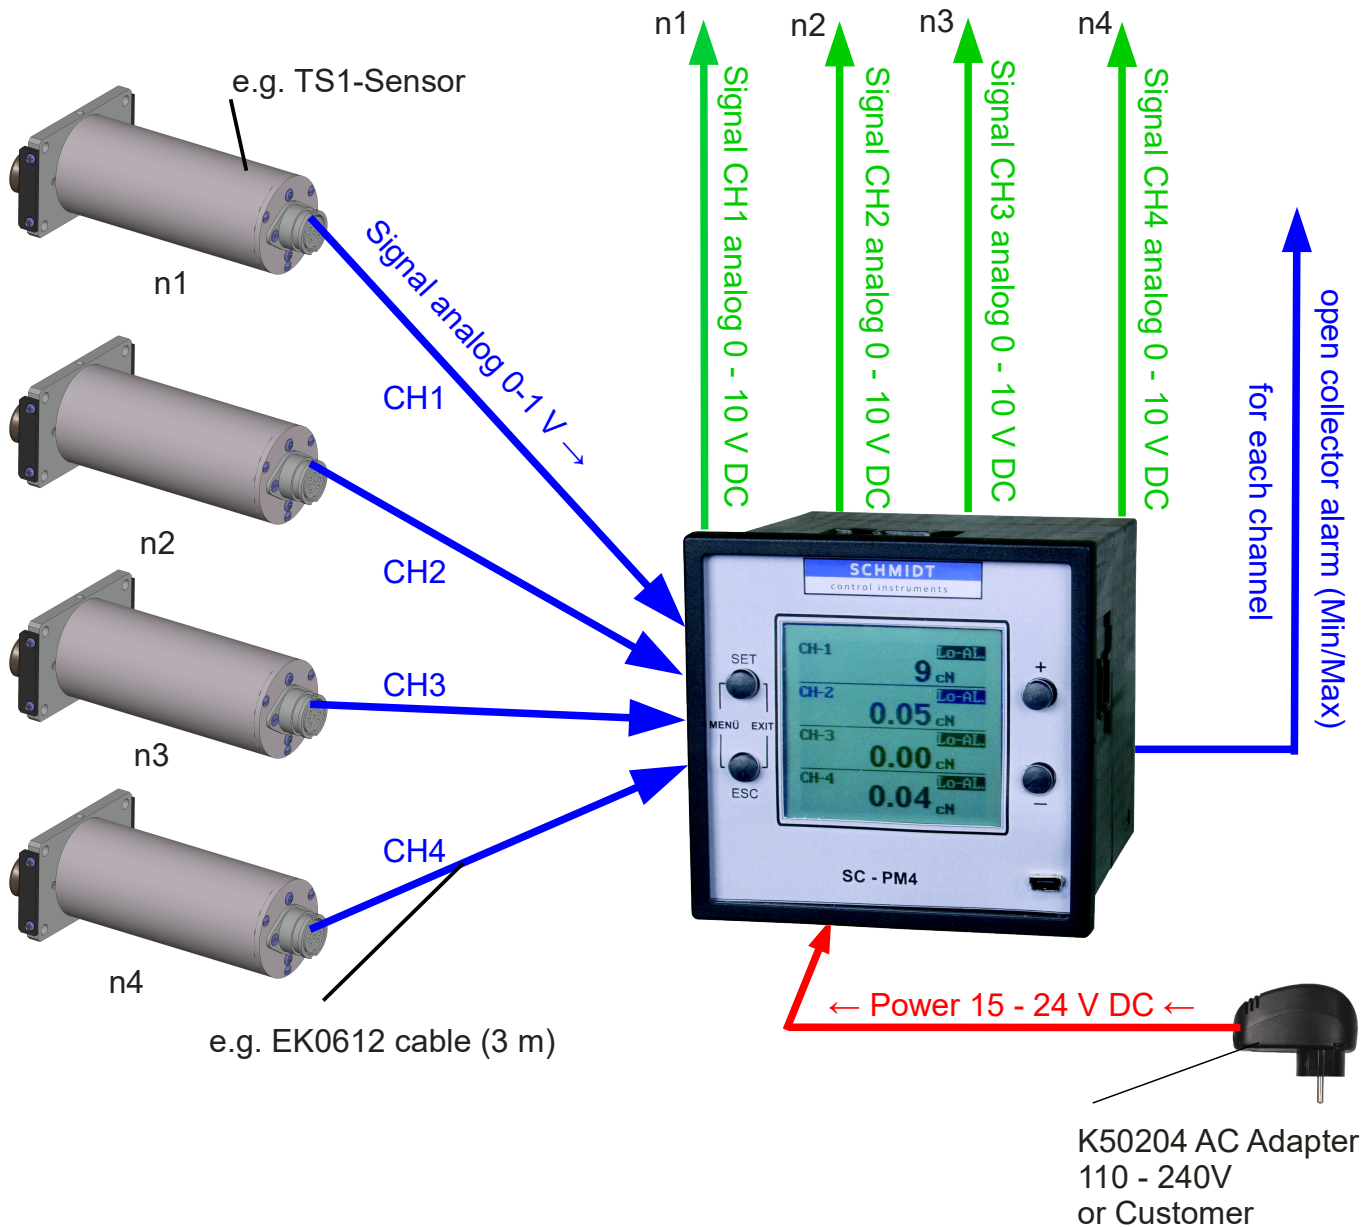 n1
n2
n3
n4
e.g. TS1-Sensor
Signal CH1 analog 0 - 10 V DC
Signal CH2 analog 0 - 10 V DC
Signal CH3 analog 0 - 10 V DC
Signal CH4 analog 0 - 10 V DC
n1
Signal analog 0-1 V →
open collector alarm (Min/Max)
for each channel
CH1
n2
CH2
SCHMIDT
control instruments
CH-1
Lo-AL.
9 cN
CH-2
Lo-AL.
0.05 cN
CH-3
Lo-AL.
0.00 cN
CH-4
Lo-AL.
0.04 cN
SET
MENÜ EXIT
ESC
+
–
CH3
n3
CH4
SC - PM4
n4
← Power 15 - 24 V DC ←
e.g. EK0612 cable (3 m)
K50204 AC Adapter
110 - 240V
or Customer